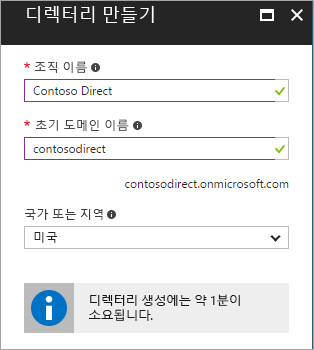 디렉터리 만들기
* 조직 이름
Contoso Direct
* 초기 도메인 이름
contosodirect
contosodirect.onmicrosoft.com
국가 또는 지역
미국
디렉터리 생성에는 약 1분이
소요됩니다.